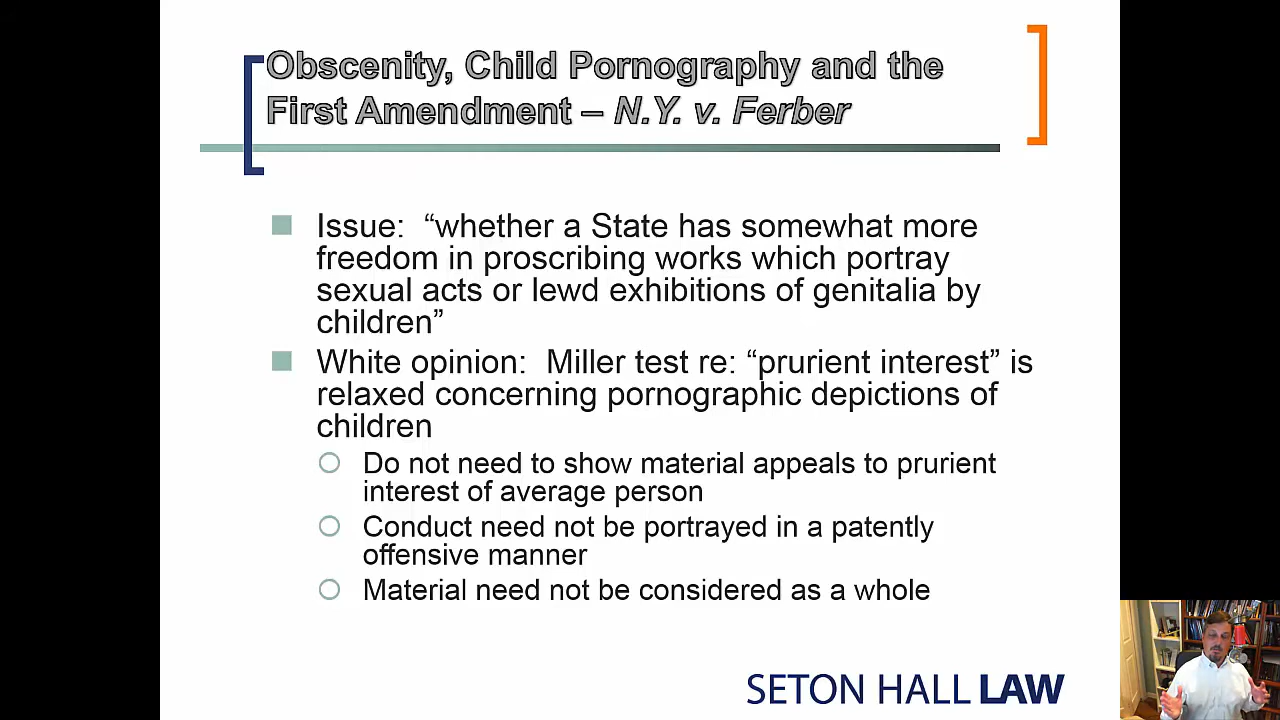 Obscenity, Child Pornography and the
First Amendment – N.Y. v. Ferber
Issue: “whether a State has somewhat more
freedom in proscribing works which portray
sexual acts or lewd exhibitions of genitalia by
children”
White opinion: Miller test re: “prurient interest” is
relaxed concerning pornographic depictions of
children
Do not need to show material appeals to prurient
interest of average person
Conduct need not be portrayed in a patently
offensive manner
Material need not be considered as a whole
SETON HALL LAW